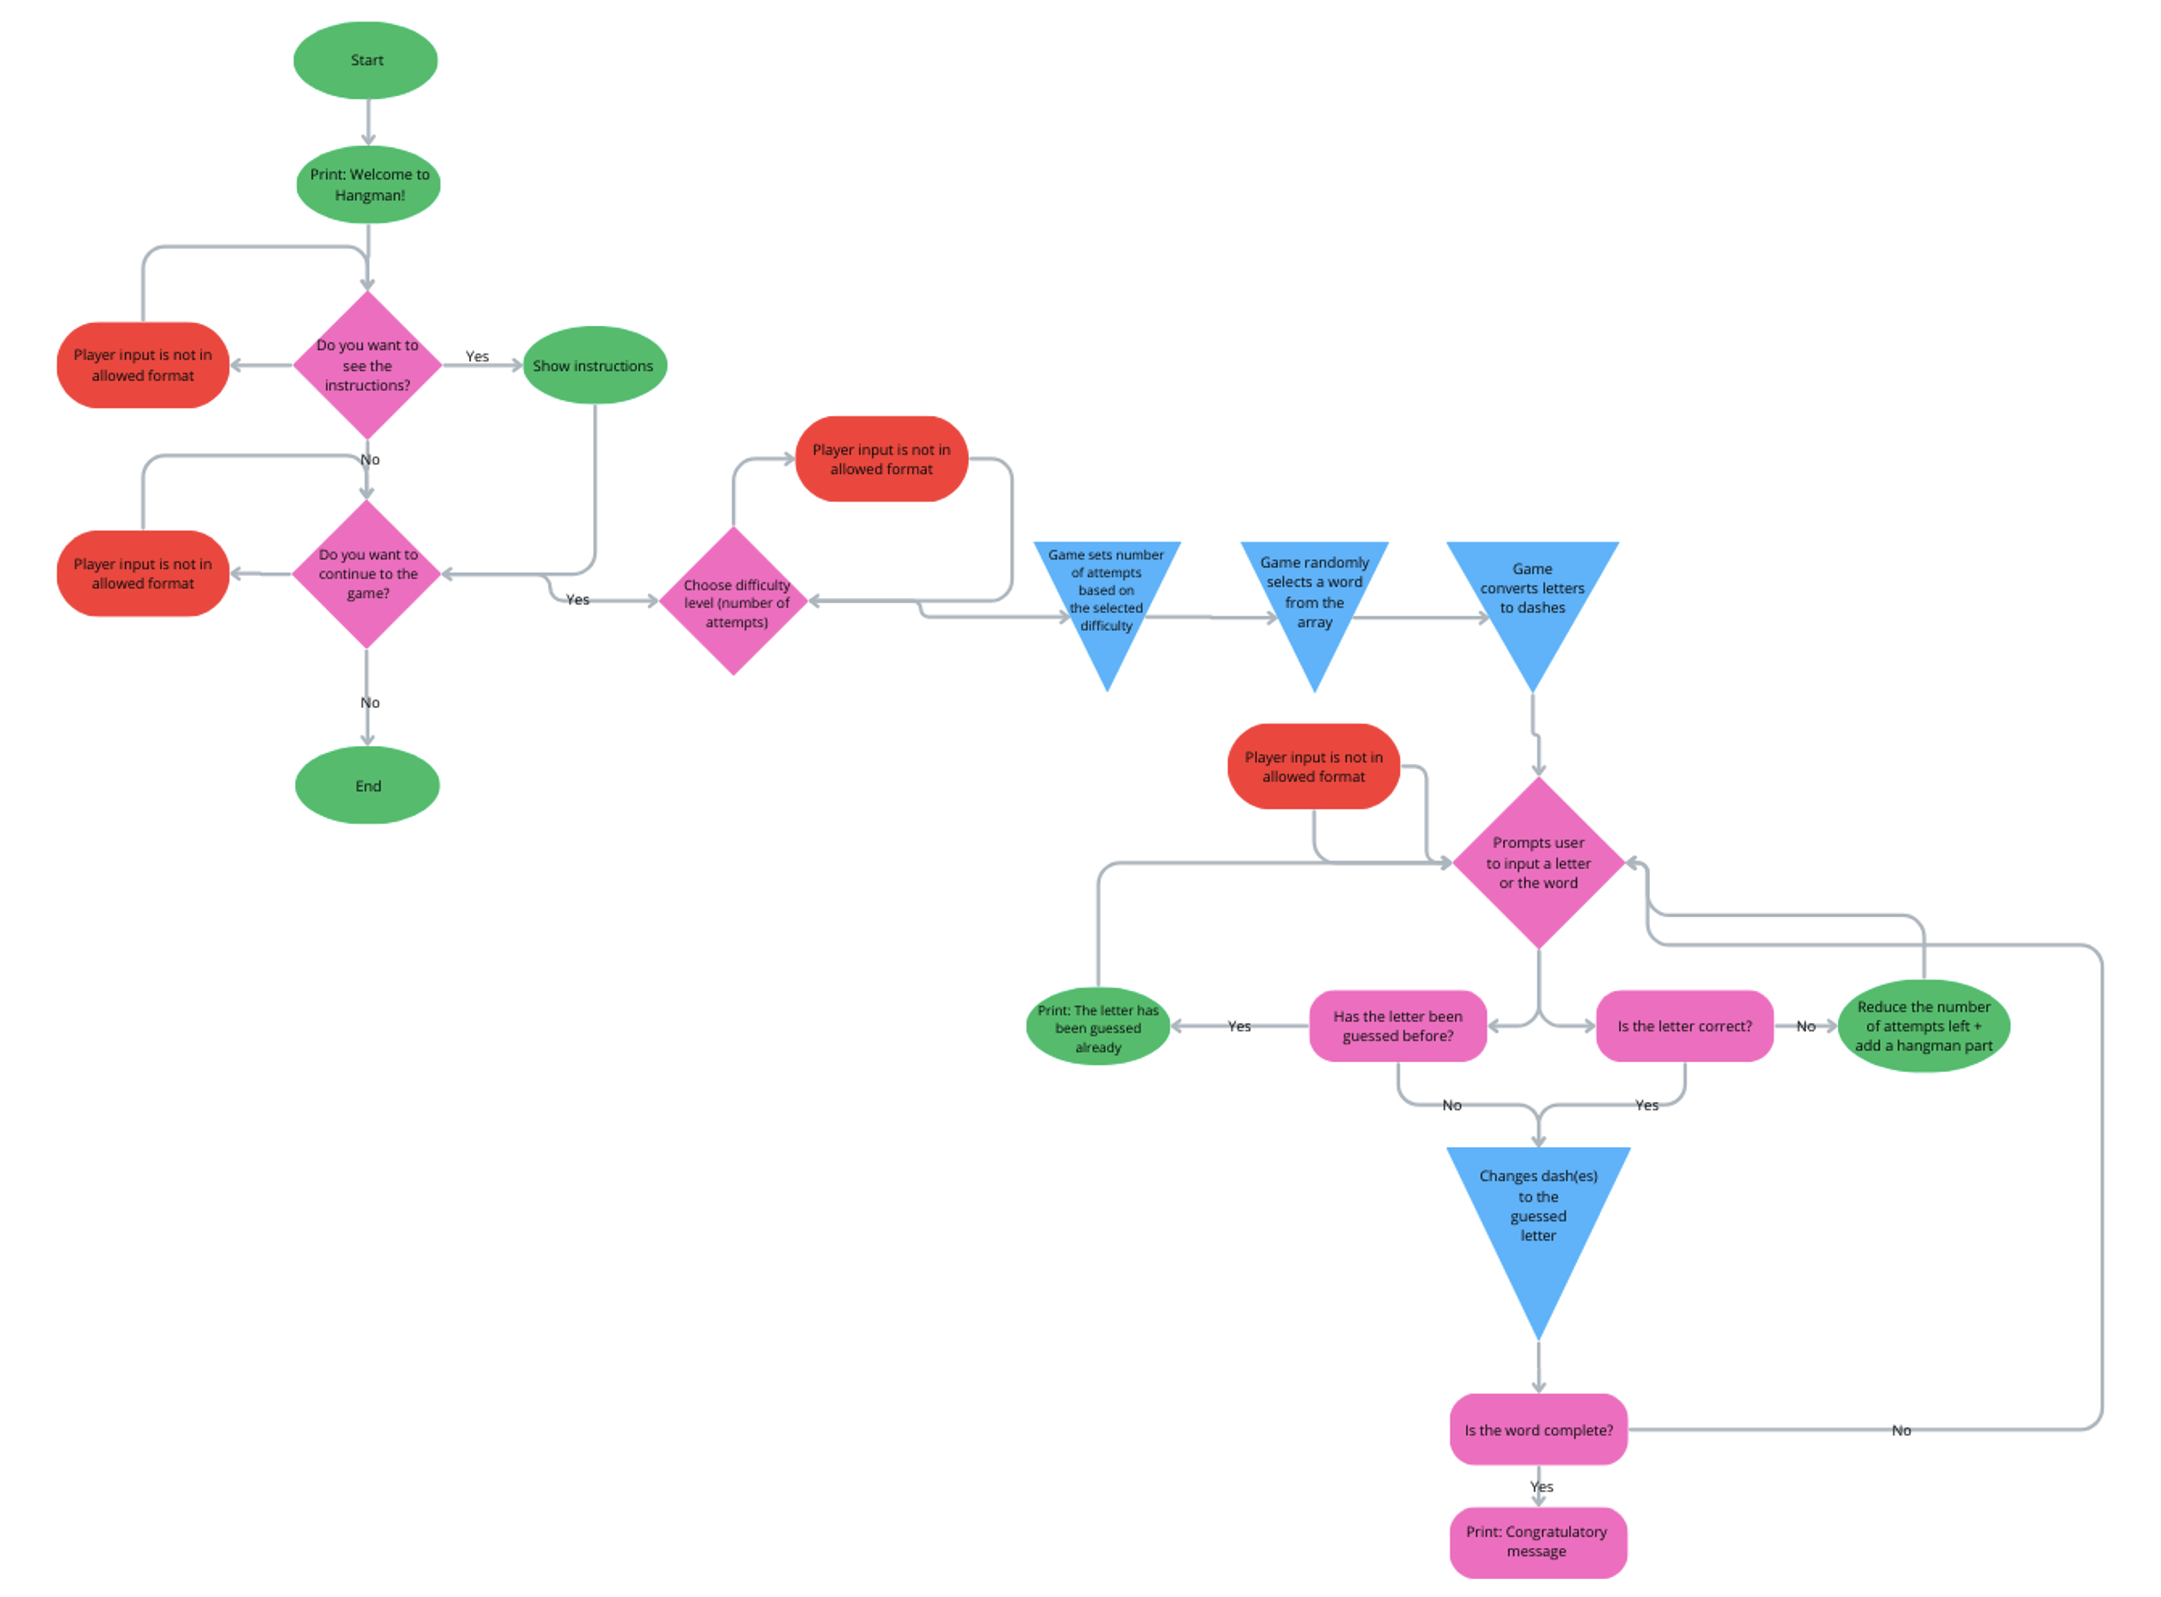 Start
Print: Welcome to
Hangman!
Do you want to
see the
instructions?
Player input is not in
allowed format
Yes
Show instructions
No
Do you want to
continue to the
game?
Player input is not in
allowed format
No
End
Yes
Choose difficulty
level (number of
attempts)
Player input is not in
allowed format
Game sets number
of attempts
based on
the selected
difficulty
Game randomly
selects a word
from the
array
Game
converts letters
to dashes
Player input is not in
allowed format
Prompts user
to input a letter
or the word
Print: The letter has
been guessed
already
Yes
Has the letter been
guessed before?
Is the letter correct?
No
Reduce the number
of attempts left +
add a hangman part
No
Yes
Changes dash(es)
to the
guessed
letter
Is the word complete?
No
Yes
Print: Congratulatory
message